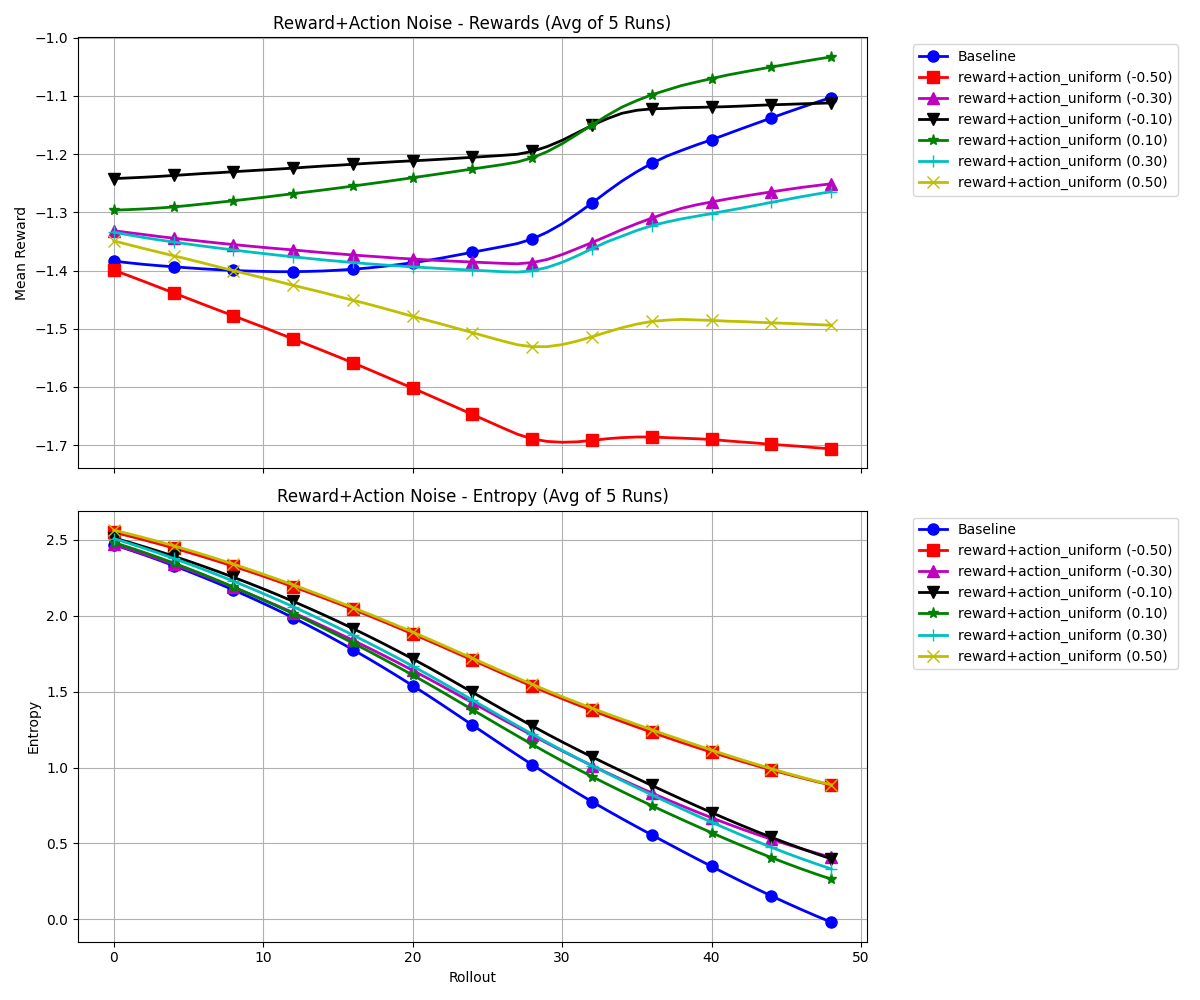 Reward+Action Noise - Rewards (Avg of 5 Runs)
Mean Reward
−1.0
−1.1
−1.2
−1.3
−1.4
−1.5
−1.6
−1.7
Baseline
reward+action_uniform (-0.50)
reward+action_uniform (-0.30)
reward+action_uniform (-0.10)
reward+action_uniform (0.10)
reward+action_uniform (0.30)
reward+action_uniform (0.50)
Reward+Action Noise - Entropy (Avg of 5 Runs)
Entropy
2.5
2.0
1.5
1.0
0.5
0.0
0 10 20 30 40 50
Rollout
Baseline
reward+action_uniform (-0.50)
reward+action_uniform (-0.30)
reward+action_uniform (-0.10)
reward+action_uniform (0.10)
reward+action_uniform (0.30)
reward+action_uniform (0.50)